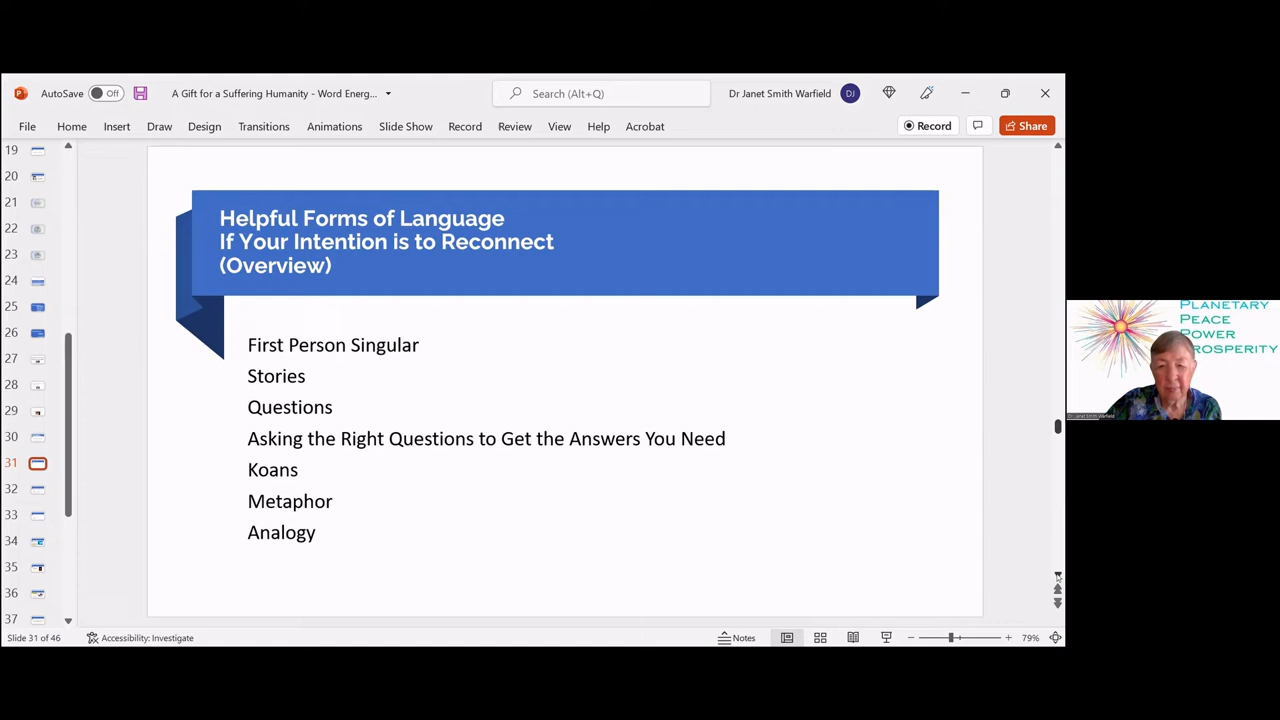 AutoSave Off A Gift for a Suffering Humanity - Word Energ... Search (Alt+Q) Dr Janet Smith Warfield DJ
File Home Insert Draw Design Transitions Animations Slide Show Record Review View Help Acrobat Record Share
19
20
21
22
23
24
25
26
27
28
29
30
31
32
33
34
35
36
37
Helpful Forms of Language
If Your Intention is to Reconnect
(Overview)
First Person Singular
Stories
Questions
Asking the Right Questions to Get the Answers You Need
Koans
Metaphor
Analogy
PLANETARY
PEACE
POWER
PROSPERITY
Dr Janet Smith Warfield
Slide 31 of 46 Accessibility: Investigate Notes 79%